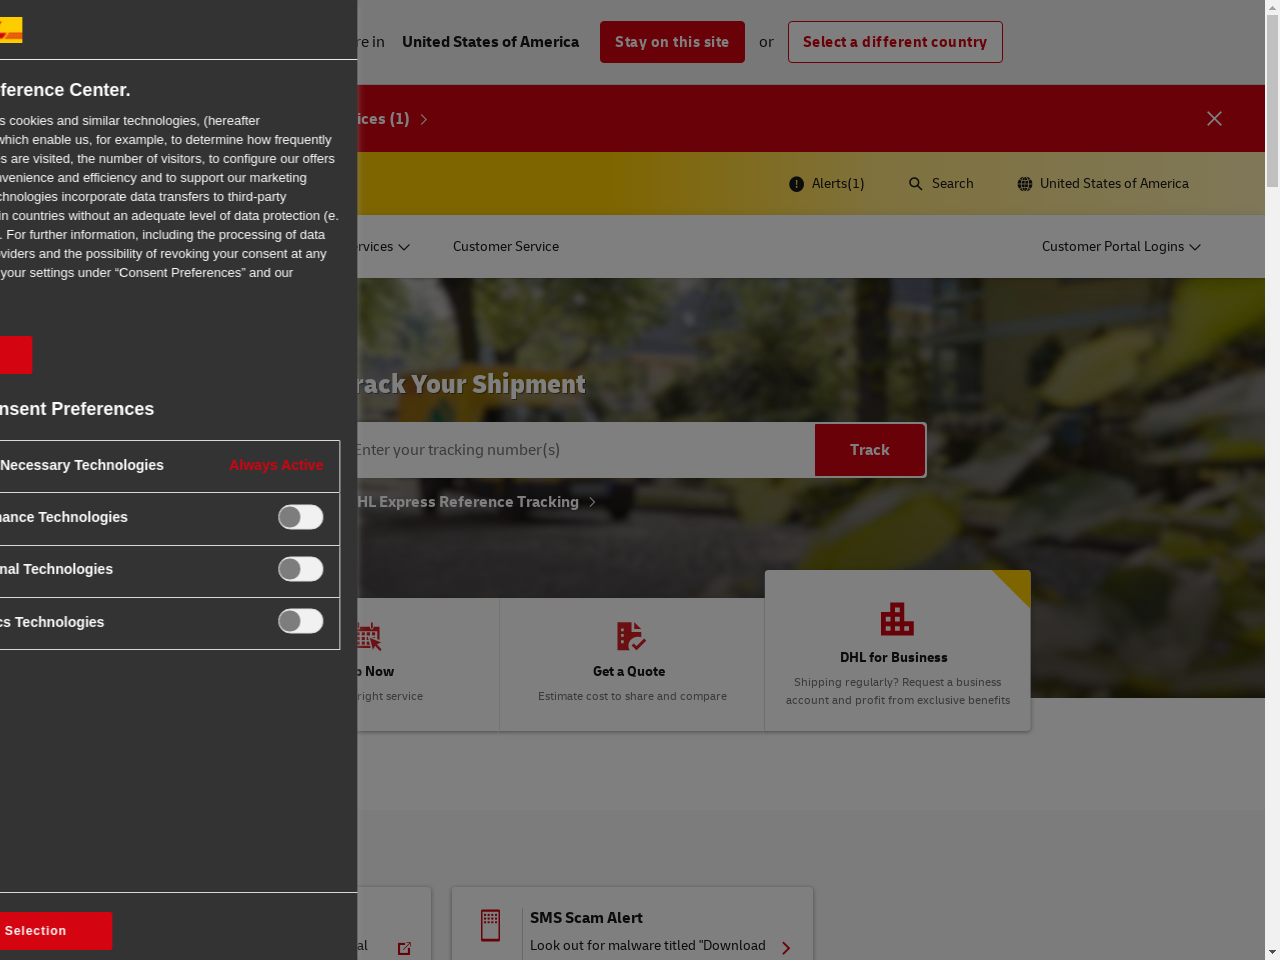 re in United States of America Stay on this site or Select a different country
ference Center.
s cookies and similar technologies, (hereafter
which enable us, for example, to determine how frequently
s are visited, the number of visitors, to configure our offers
nvenience and efficiency and to support our marketing
chnologies incorporate data transfers to third-party
in countries without an adequate level of data protection (e.
. For further information, including the processing of data
viders and the possibility of revoking your consent at any
your settings under “Consent Preferences” and our
nsent Preferences
Necessary Technologies Always Active
nance Technologies
nal Technologies
cs Technologies
Selection
ices (1)
Alerts(1) Search United States of America
ervices Customer Service Customer Portal Logins
rack Your Shipment
Enter your tracking number(s) Track
HL Express Reference Tracking
p Now
right service
Get a Quote
Estimate cost to share and compare
DHL for Business
Shipping regularly? Request a business
account and profit from exclusive benefits
al
SMS Scam Alert
Look out for malware titled "Download